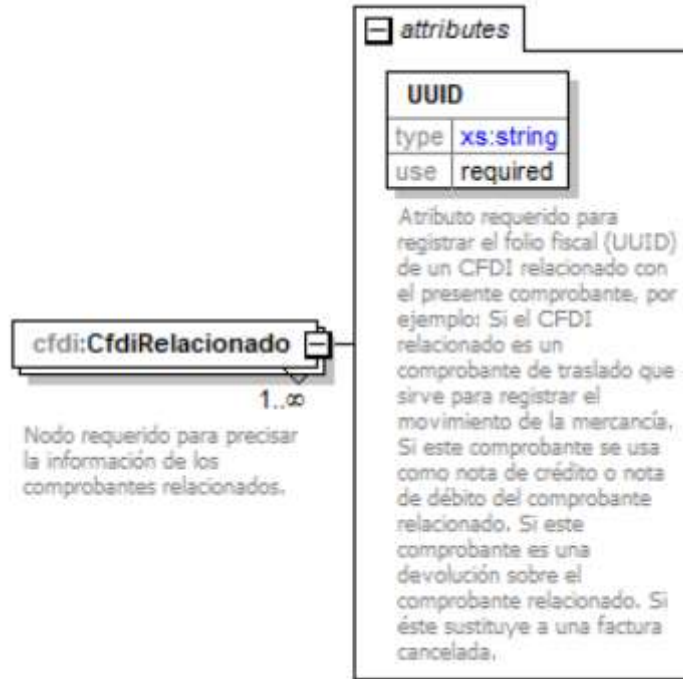 attributes
UUID
type xs:string
use required
Atributo requerido para
registrar el folio fiscal (UUID)
de un CFDI relacionado con
el presente comprobante, por
ejemplo: Si el CFDI
relacionado es un
comprobante de traslado que
sirve para registrar el
movimiento de la mercancía.
Si este comprobante se usa
como nota de crédito o nota
de débito del comprobante
relacionado. Si este
comprobante es una
devolución sobre el
comprobante relacionado. Si
éste sustituye a una factura
cancelada.
cfdi:CfdiRelacionado
1..∞
Nodo requerido para precisar
la información de los
comprobantes relacionados.